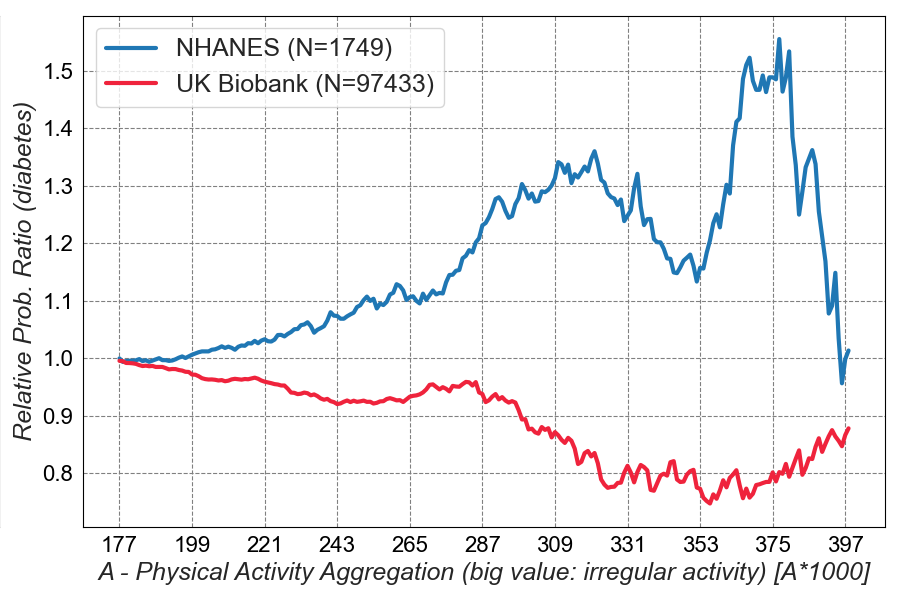 NHANES (N=1749)
UK Biobank (N=97433)
Relative Prob. Ratio (diabetes)
1.5
1.4
1.3
1.2
1.1
1.0
0.9
0.8
177 199 221 243 265 287 309 331 353 375 397
A - Physical Activity Aggregation (big value: irregular activity) [A*1000]